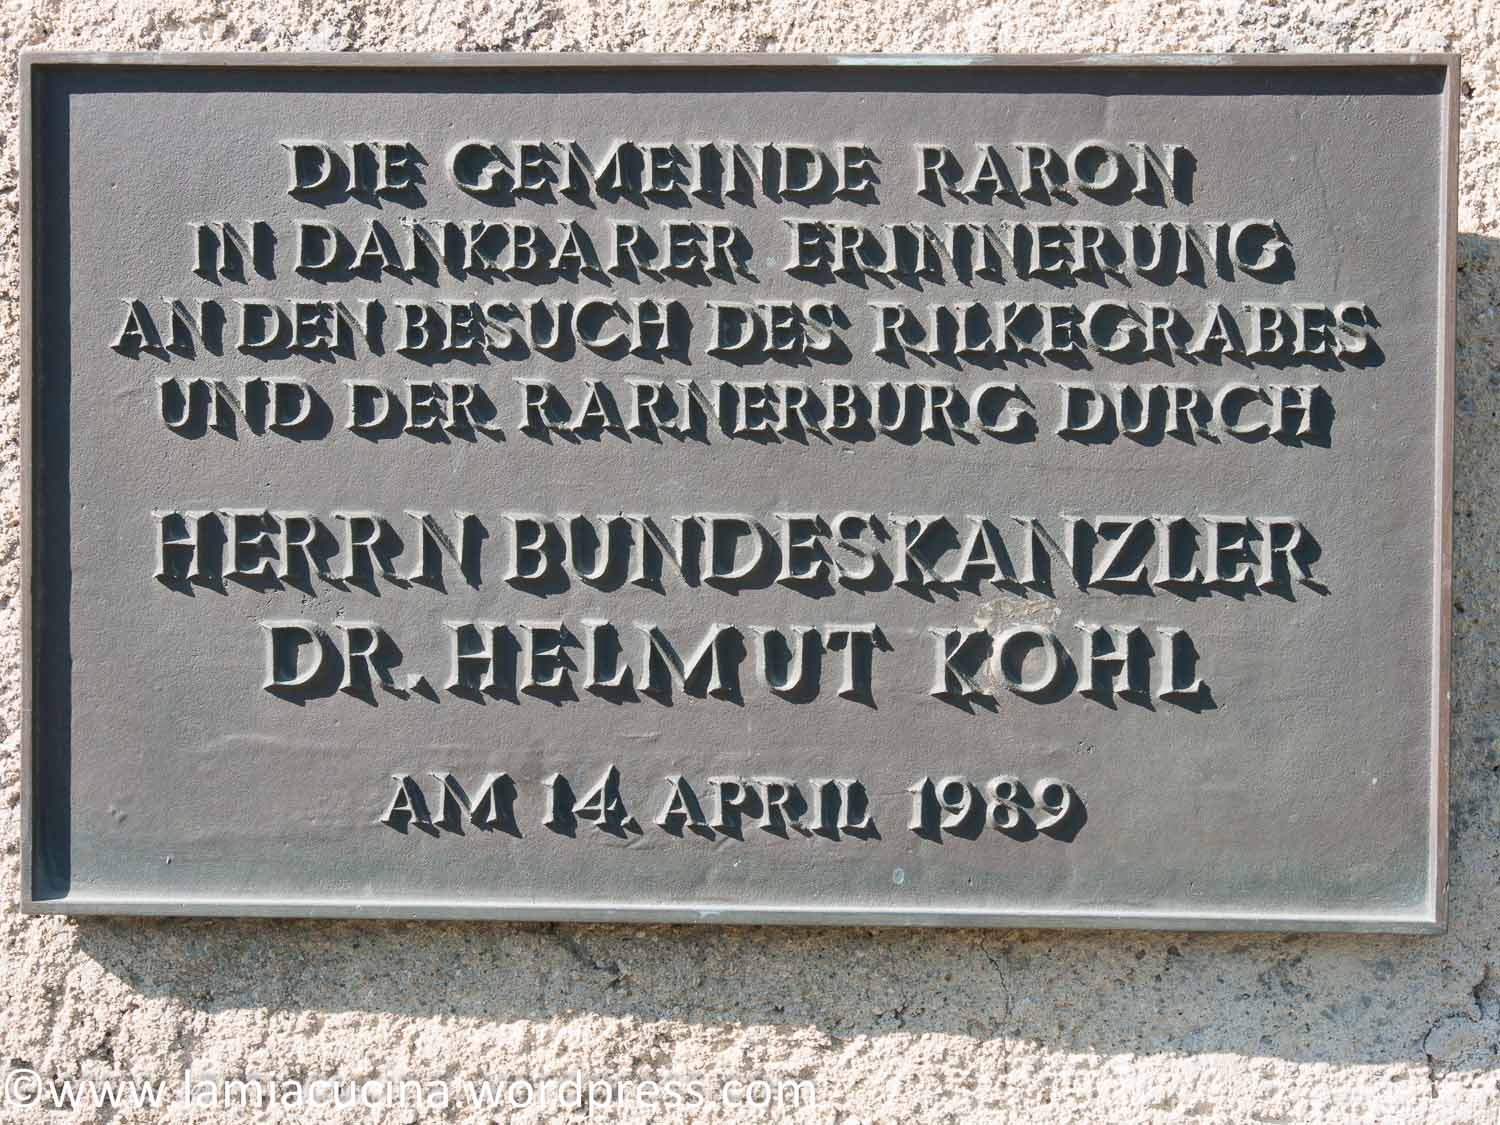 DIE GEMEINDE RARON
IN DANKBARER ERINNERUNG
AN DEN BESUCH DES RILKEGRABES
UND DER RARNERBURG DURCH
HERRN BUNDESKANZLER
DR. HELMUT KOHL
AM 14. APRIL 1989
©www.lamiacucina.wordpress.com